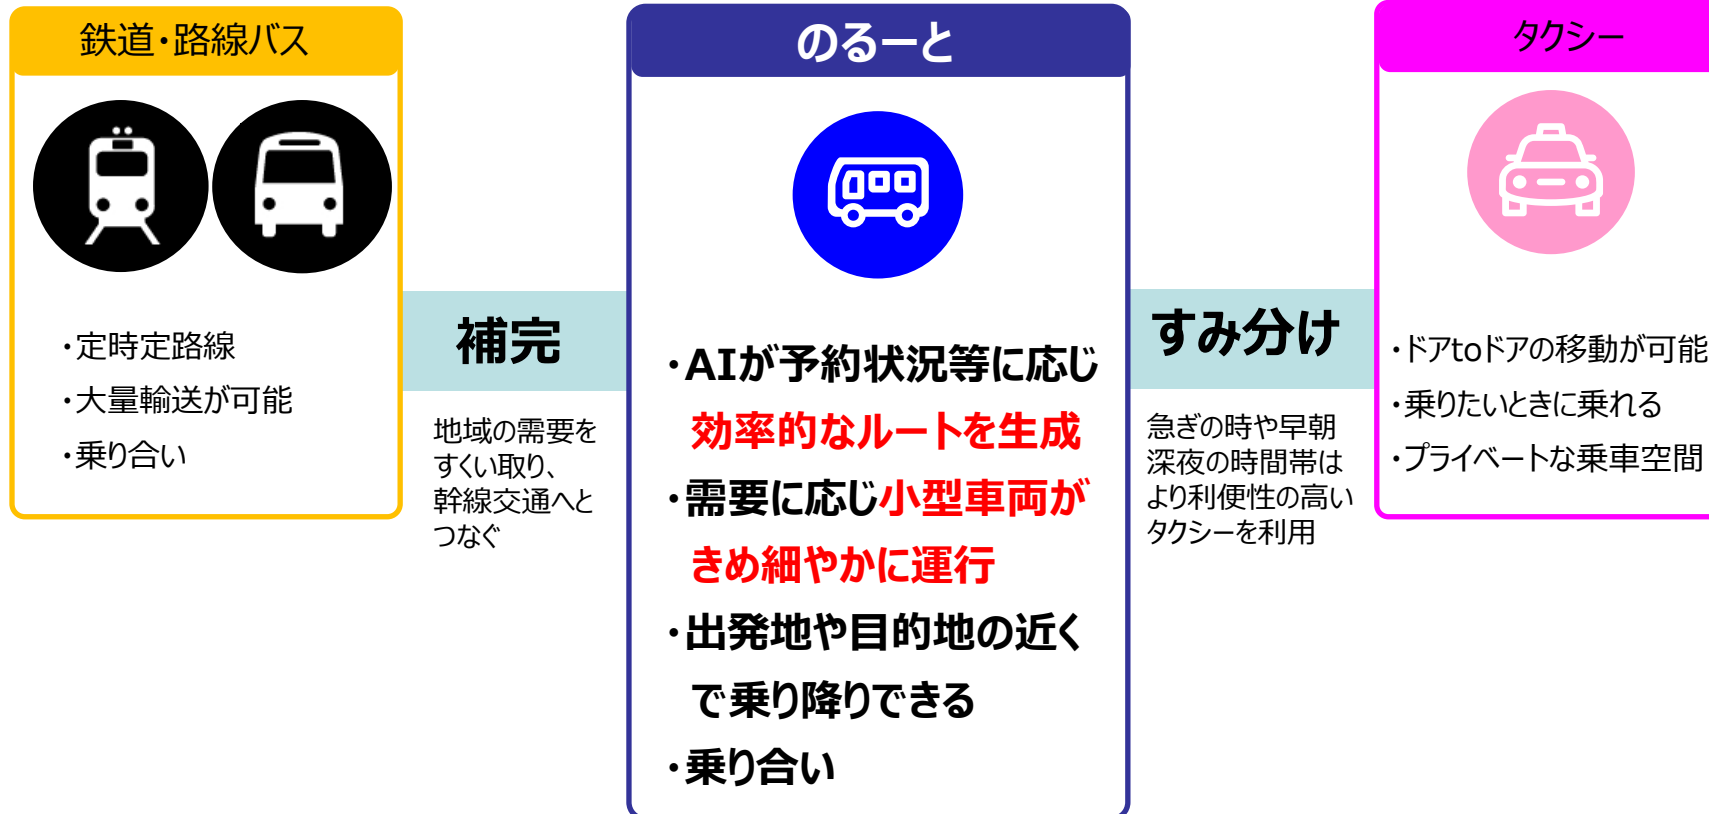 鉄道・路線バス
・定時定路線
・大量輸送が可能
・乗り合い
補完
地域の需要を
すくい取り、
幹線交通へと
つなぐ
のるーと
・AIが予約状況等に応じ
効率的なルートを生成
・需要に応じ小型車両が
きめ細やかに運行
・出発地や目的地の近く
で乗り降りできる
・乗り合い
すみ分け
急ぎの時や早朝
深夜の時間帯は
より利便性の高い
タクシーを利用
タクシー
・ドアtoドアの移動が可能
・乗りたいときに乗れる
・プライベートな乗車空間